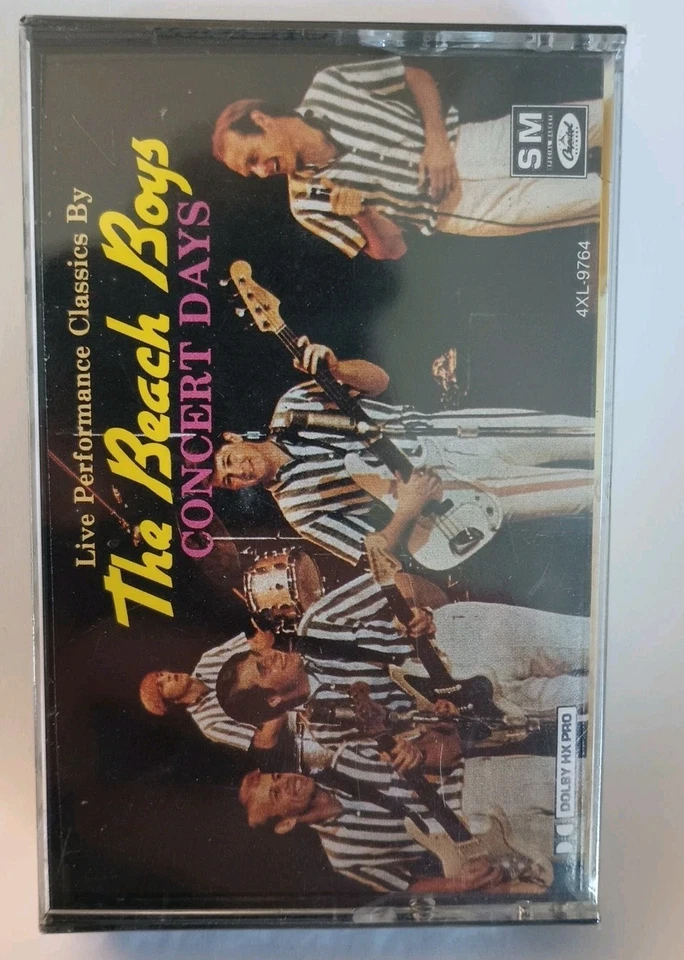 Live Performance Classics By
The Beach Boys
CONCERT DAYS
SM
Capitol
4XL-9764
DOLBY HX PRO